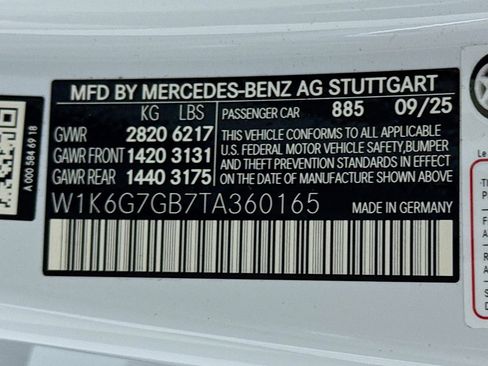 MFD BY MERCEDES-BENZ AG STUTTGART
KG LBS PASSENGER CAR 885 09/25
GVWR 2820 6217
GAWR FRONT 1420 3131
GAWR REAR 1440 3175
THIS VEHICLE CONFORMS TO ALL APPLICABLE
U.S. FEDERAL MOTOR VEHICLE SAFETY,BUMPER
AND THEFT PREVENTION STANDARDS IN EFFECT
ON THE DATE OF MANUFACTURE SHOWN ABOVE.
W1K6G7GB7TA360165 MADE IN GERMANY
A 000 584 69 18
Le